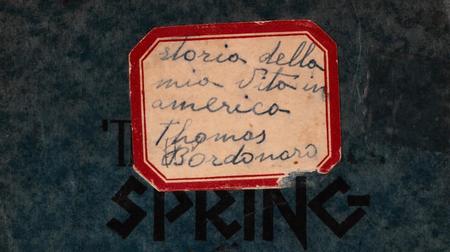 storia della
mia vita in
america
Thomas
Bordonaro
SPRING